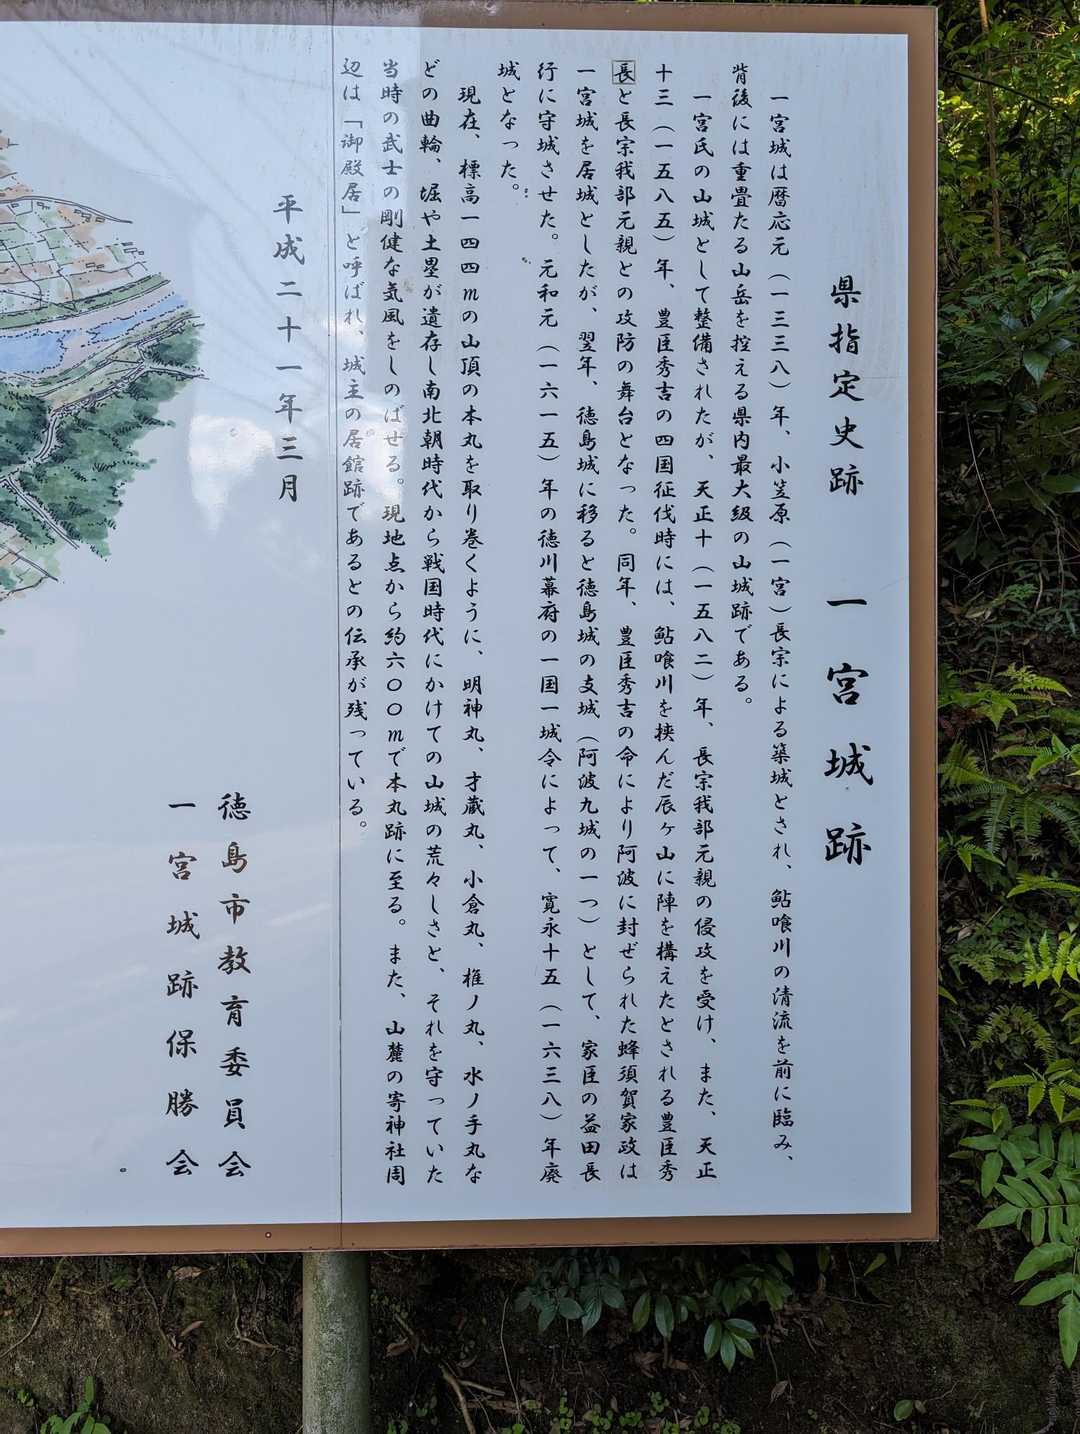 県指定史跡　一宮城跡
一宮城は暦応元（一三三八）年、小笠原（一宮）長宗による築城とされ、鮎喰川の清流を前に臨み、
背後には重畳たる山岳を控える県内最大級の山城跡である。
一宮氏の山城として整備されたが、天正十（一五八二）年、長宗我部元親の侵攻を受け、また、天正
十三（一五八五）年、豊臣秀吉の四国征伐時には、鮎喰川を挟んだ辰ヶ山に陣を構えたとされる豊臣秀
長と長宗我部元親との攻防の舞台となった。同年、豊臣秀吉の命により阿波に封ぜられた蜂須賀家政は
一宮城を居城としたが、翌年、徳島城に移ると徳島城の支城（阿波九城の一つ）として、家臣の益田長
行に守城させた。元和元（一六一五）年の徳川幕府の一国一城令によって、寛永十五（一六三八）年廃
城となった。
現在、標高一四四ｍの山頂の本丸を取り巻くように、明神丸、才蔵丸、小倉丸、椎ノ丸、水ノ手丸な
どの曲輪、堀や土塁が遺存し南北朝時代から戦国時代にかけての山城の荒々しさと、それを守っていた
当時の武士の剛健な気風をしのばせる。現地点から約六〇〇ｍで本丸跡に至る。また、山麓の寄神社周
辺は「御殿居」と呼ばれ、城主の居館跡であるとの伝承が残っている。
平成二十一年三月
徳島市教育委員会
一宮城跡保勝会